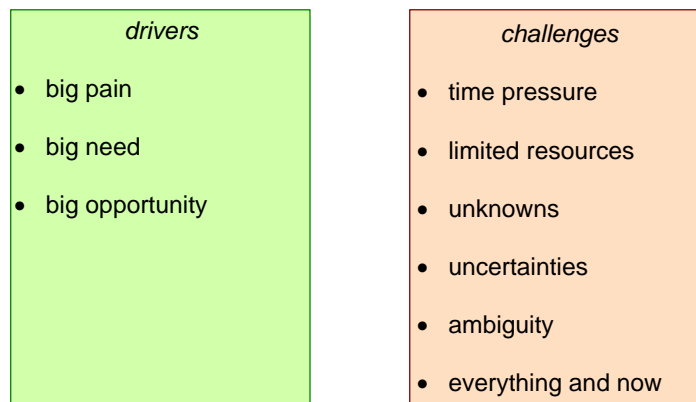 drivers
• big pain
• big need
• big opportunity
challenges
• time pressure
• limited resources
• unknowns
• uncertainties
• ambiguity
• everything and now